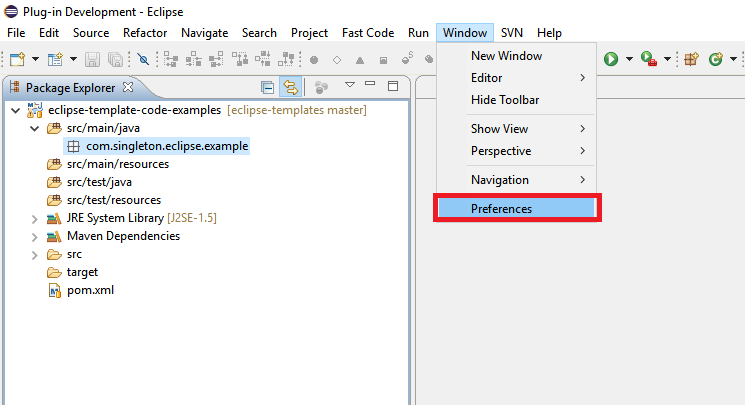 Plug-in Development - Eclipse
File Edit Source Refactor Navigate Search Project Fast Code Run Window SVN Help
New Window
Editor
Hide Toolbar
Show View
Perspective
Navigation
Preferences
Package Explorer
eclipse-template-code-examples [eclipse-templates master]
src/main/java
com.singleton.eclipse.example
src/main/resources
src/test/java
src/test/resources
JRE System Library [J2SE-1.5]
Maven Dependencies
src
target
pom.xml